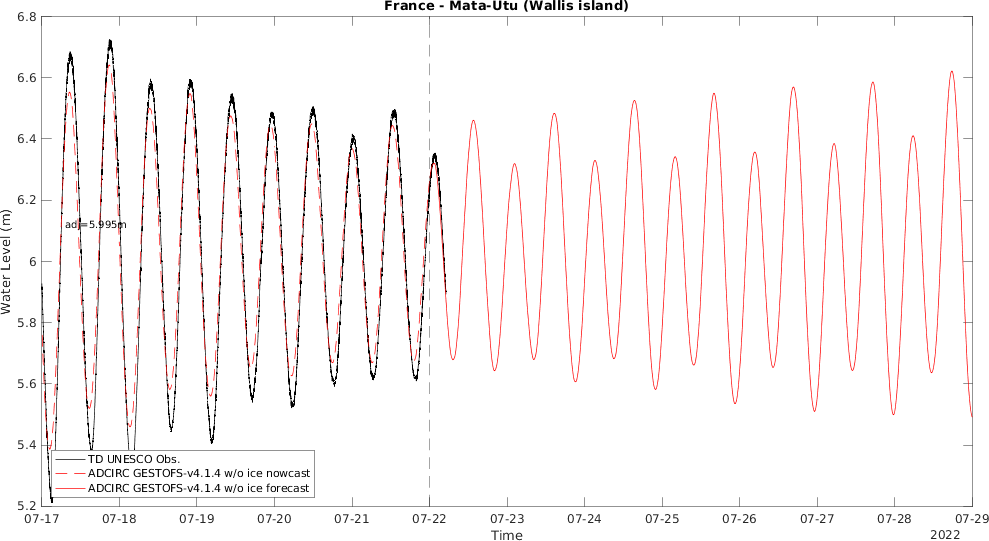 France - Mata-Utu (Wallis island)
6.8
6.6
6.4
6.2
6
5.8
5.6
5.4
5.2
Water Level (m)
adj=5.995m
TD UNESCO Obs.
ADCIRC GESTOFS-v4.1.4 w/o ice nowcast
ADCIRC GESTOFS-v4.1.4 w/o ice forecast
07-17 07-18 07-19 07-20 07-21 07-22 07-23 07-24 07-25 07-26 07-27 07-28 07-29
Time
2022